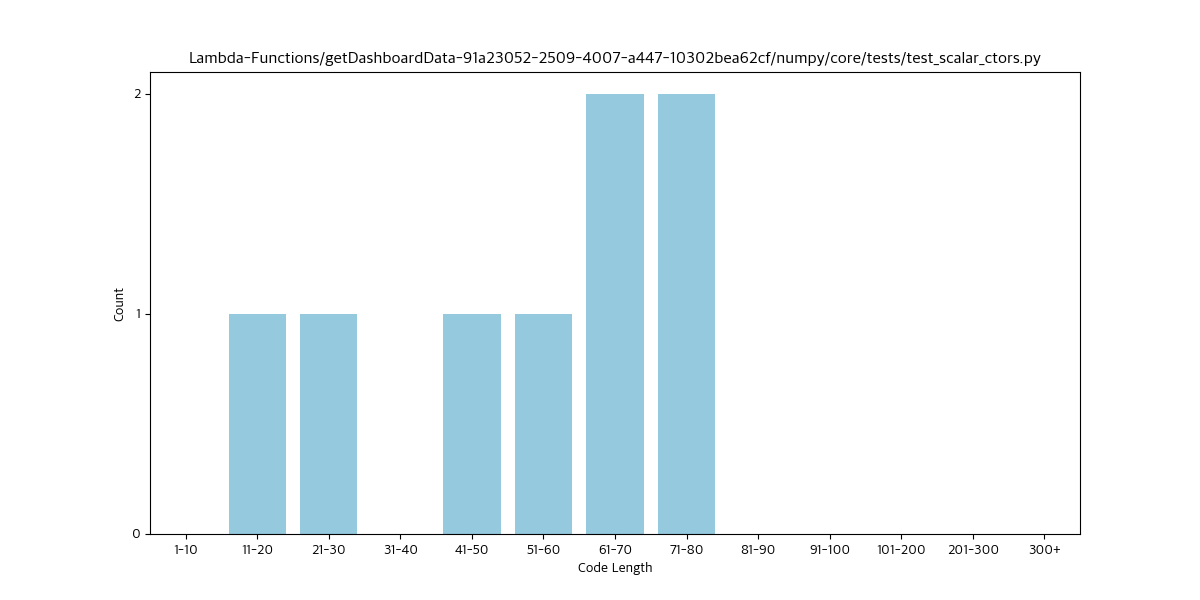 Lambda-Functions/getDashboardData-91a23052-2509-4007-a447-10302bea62cf/numpy/core/tests/test_scalar_ctors.py
2
1
0
Count
1-10 11-20 21-30 31-40 41-50 51-60 61-70 71-80 81-90 91-100 101-200 201-300 300+
Code Length